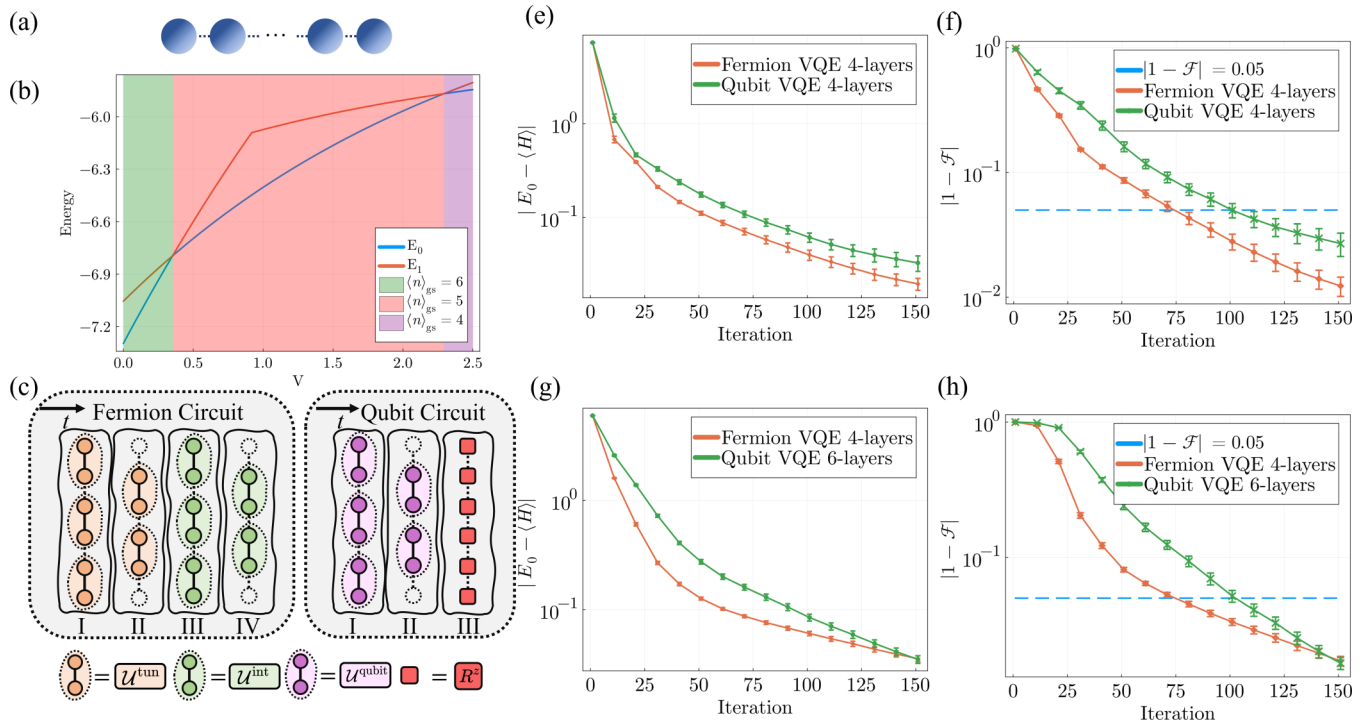 (a)
(b)
Energy
−6.0
−6.3
−6.6
−6.9
−7.2
E₀
E₁
⟨n⟩gs = 6
⟨n⟩gs = 5
⟨n⟩gs = 4
0.0 0.5 1.0 1.5 2.0 2.5
V
(c)
t
Fermion Circuit
I II III IV
t
Qubit Circuit
I II III
= 𝒰^tun
= 𝒰^int
= 𝒰^qubit
= R^z
(e)
|E₀ − ⟨H⟩|
10⁰
10⁻¹
Fermion VQE 4-layers
Qubit VQE 4-layers
0 25 50 75 100 125 150
Iteration
(f)
|1 − ℱ|
10⁰
10⁻¹
10⁻²
|1 − ℱ| = 0.05
Fermion VQE 4-layers
Qubit VQE 4-layers
0 25 50 75 100 125 150
Iteration
(g)
|E₀ − ⟨H⟩|
10⁰
10⁻¹
Fermion VQE 4-layers
Qubit VQE 6-layers
0 25 50 75 100 125 150
Iteration
(h)
|1 − ℱ|
10⁰
10⁻¹
|1 − ℱ| = 0.05
Fermion VQE 4-layers
Qubit VQE 6-layers
0 25 50 75 100 125 150
Iteration